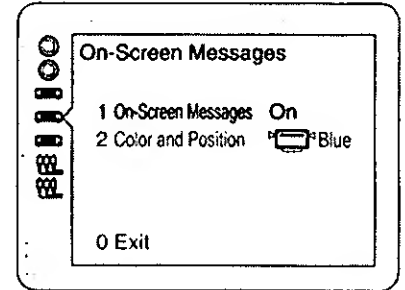 On-Screen Messages
1 On-Screen Messages On
2 Color and Position Blue
0 Exit